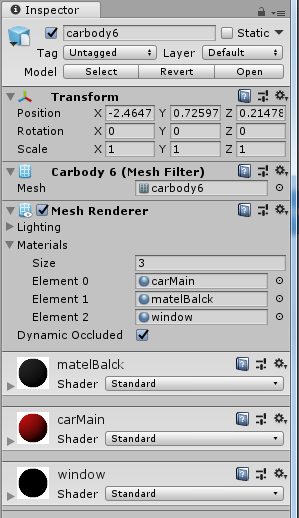 Inspector
carbody6 Static
Tag Untagged Layer Default
Model Select Revert Open
Transform
Position X -2.4647 Y 0.72597 Z 0.21478
Rotation X 0 Y 0 Z 0
Scale X 1 Y 1 Z 1
Carbody 6 (Mesh Filter)
Mesh carbody6
Mesh Renderer
Lighting
Materials
Size 3
Element 0 carMain
Element 1 matelBalck
Element 2 window
Dynamic Occluded
matelBalck
Shader Standard
carMain
Shader Standard
window
Shader Standard